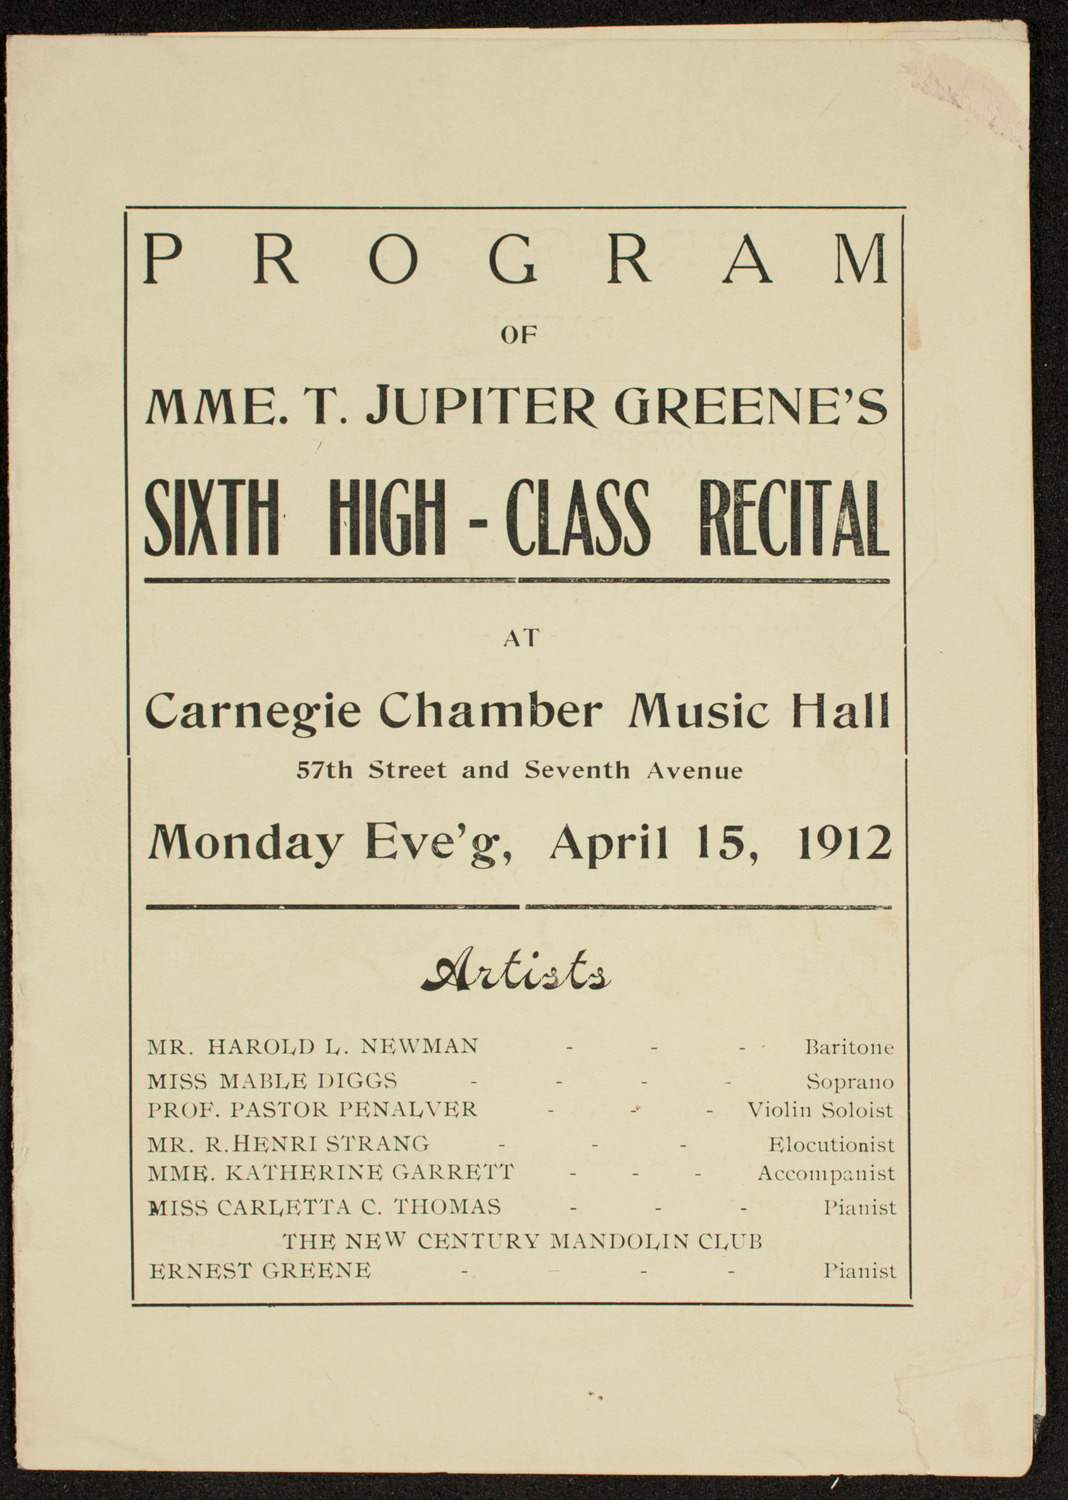 PROGRAM
OF
MME. T. JUPITER GREENE'S
SIXTH HIGH-CLASS RECITAL
AT
Carnegie Chamber Music Hall
57th Street and Seventh Avenue
Monday Eve'g, April 15, 1912
Artists
MR. HAROLD L. NEWMAN - - - Baritone
MISS MABLE DIGGS - - - - Soprano
PROF. PASTOR PENALVER - - - Violin Soloist
MR. R.HENRI STRANG - - - Elocutionist
MME. KATHERINE GARRETT - - - Accompanist
MISS CARLETTA C. THOMAS - - - Pianist
THE NEW CENTURY MANDOLIN CLUB
ERNEST GREENE - - - - Pianist